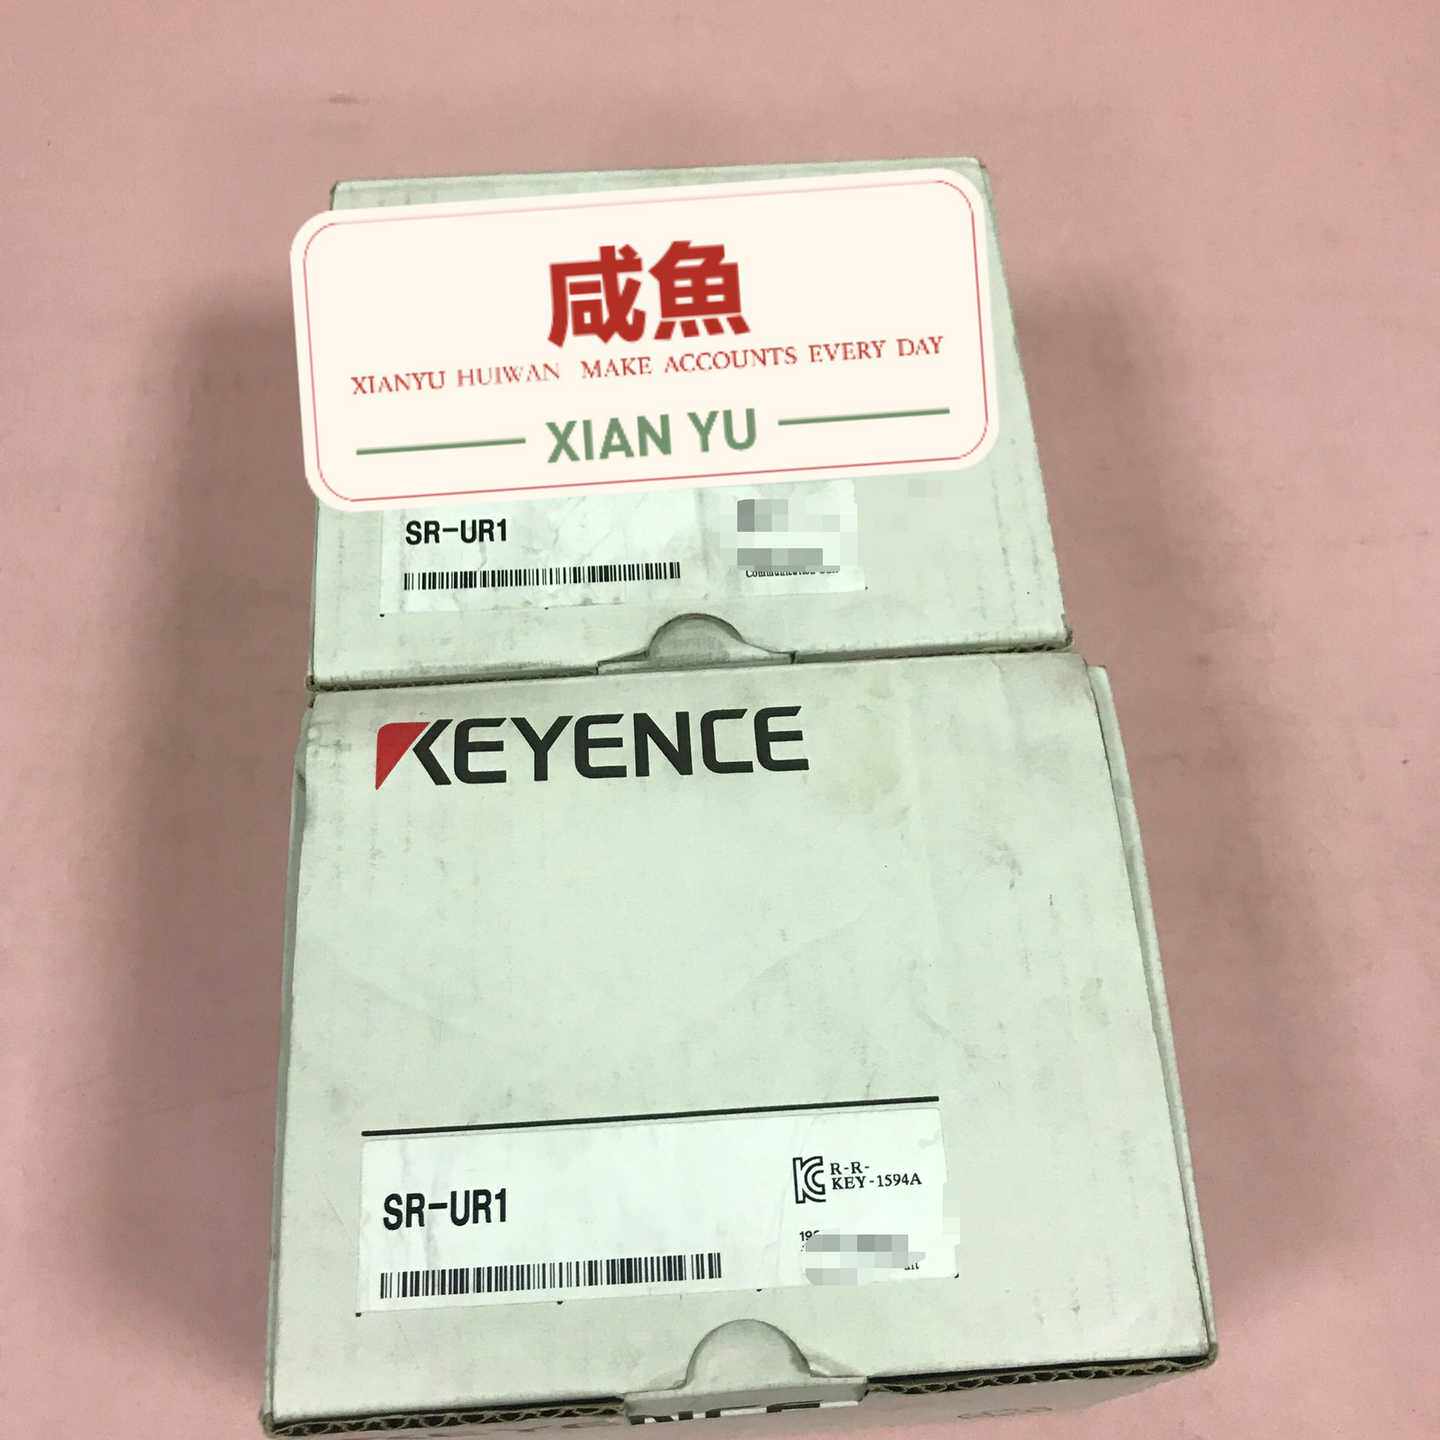 咸魚
XIANYU HUIWAN MAKE ACCOUNTS EVERY DAY
XIAN YU
SR-UR1
KEYENCE
SR-UR1
R-R-
KEY-1594A